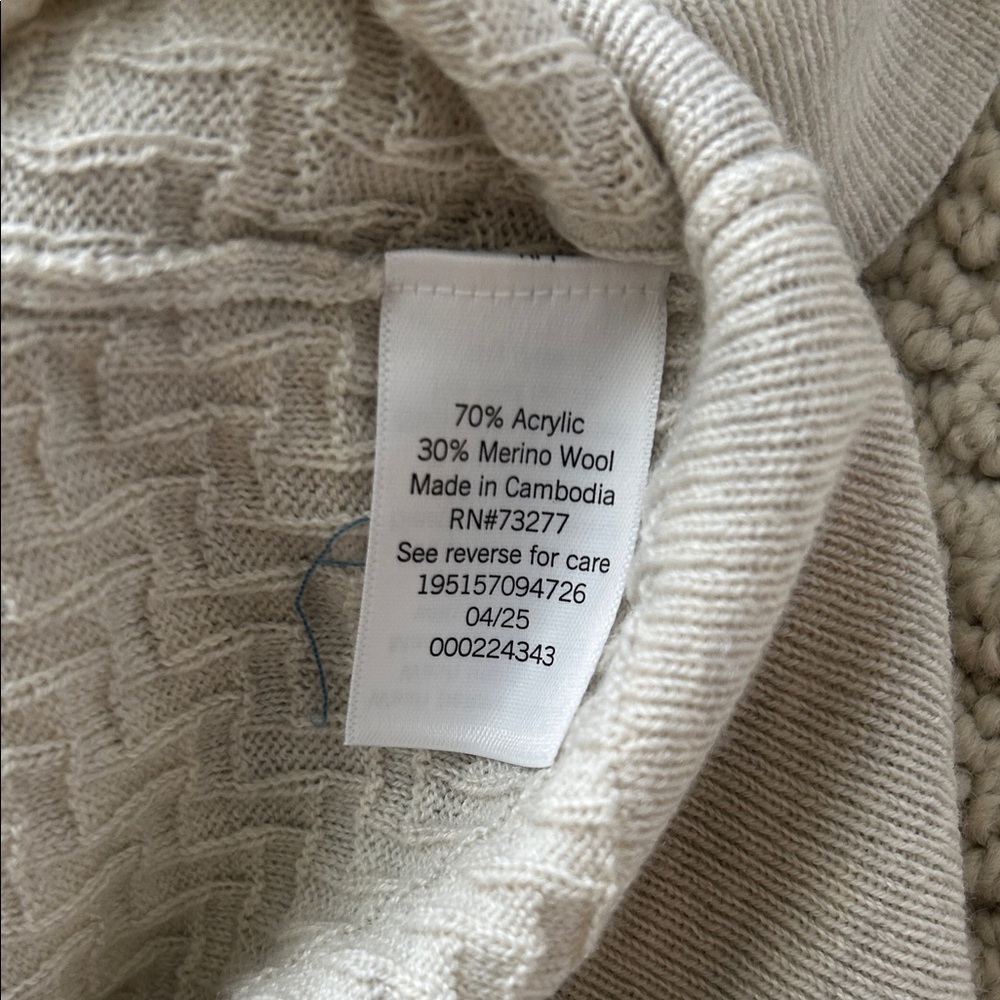 70% Acrylic
30% Merino Wool
Made in Cambodia
RN#73277
See reverse for care
195157094726
04/25
000224343